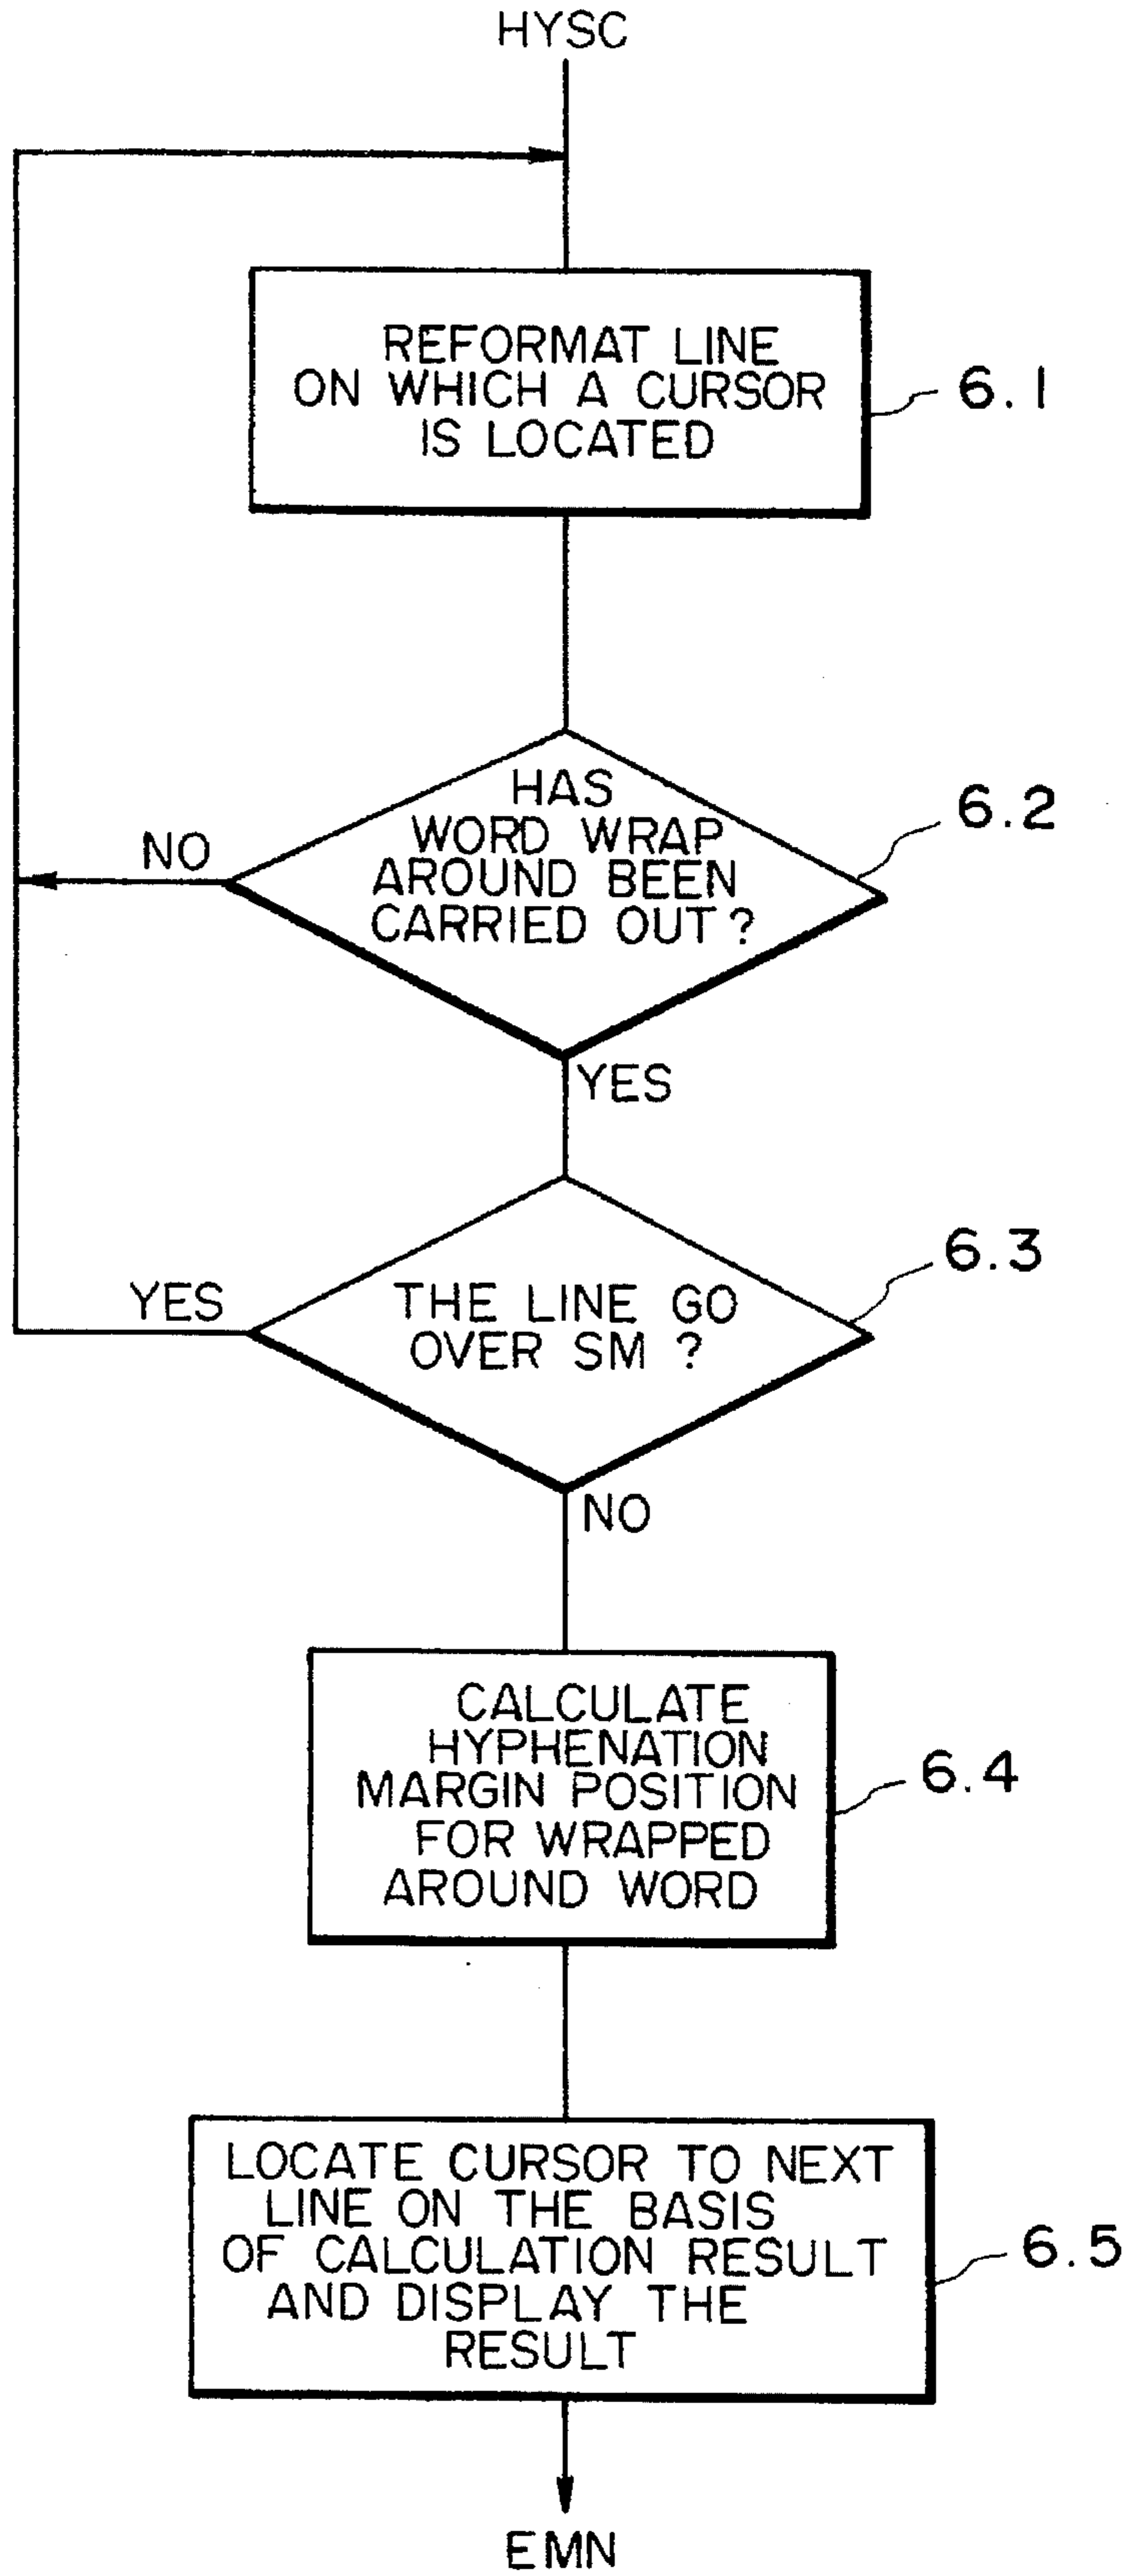 HYSC
REFORMAT LINE
ON WHICH A CURSOR
IS LOCATED
6.1
HAS
WORD WRAP
AROUND BEEN
CARRIED OUT ?
6.2
NO
YES
THE LINE GO
OVER SM ?
6.3
YES
NO
CALCULATE
HYPHENATION
MARGIN POSITION
FOR WRAPPED
AROUND WORD
6.4
LOCATE CURSOR TO NEXT
LINE ON THE BASIS
OF CALCULATION RESULT
AND DISPLAY THE
RESULT
6.5
EMN